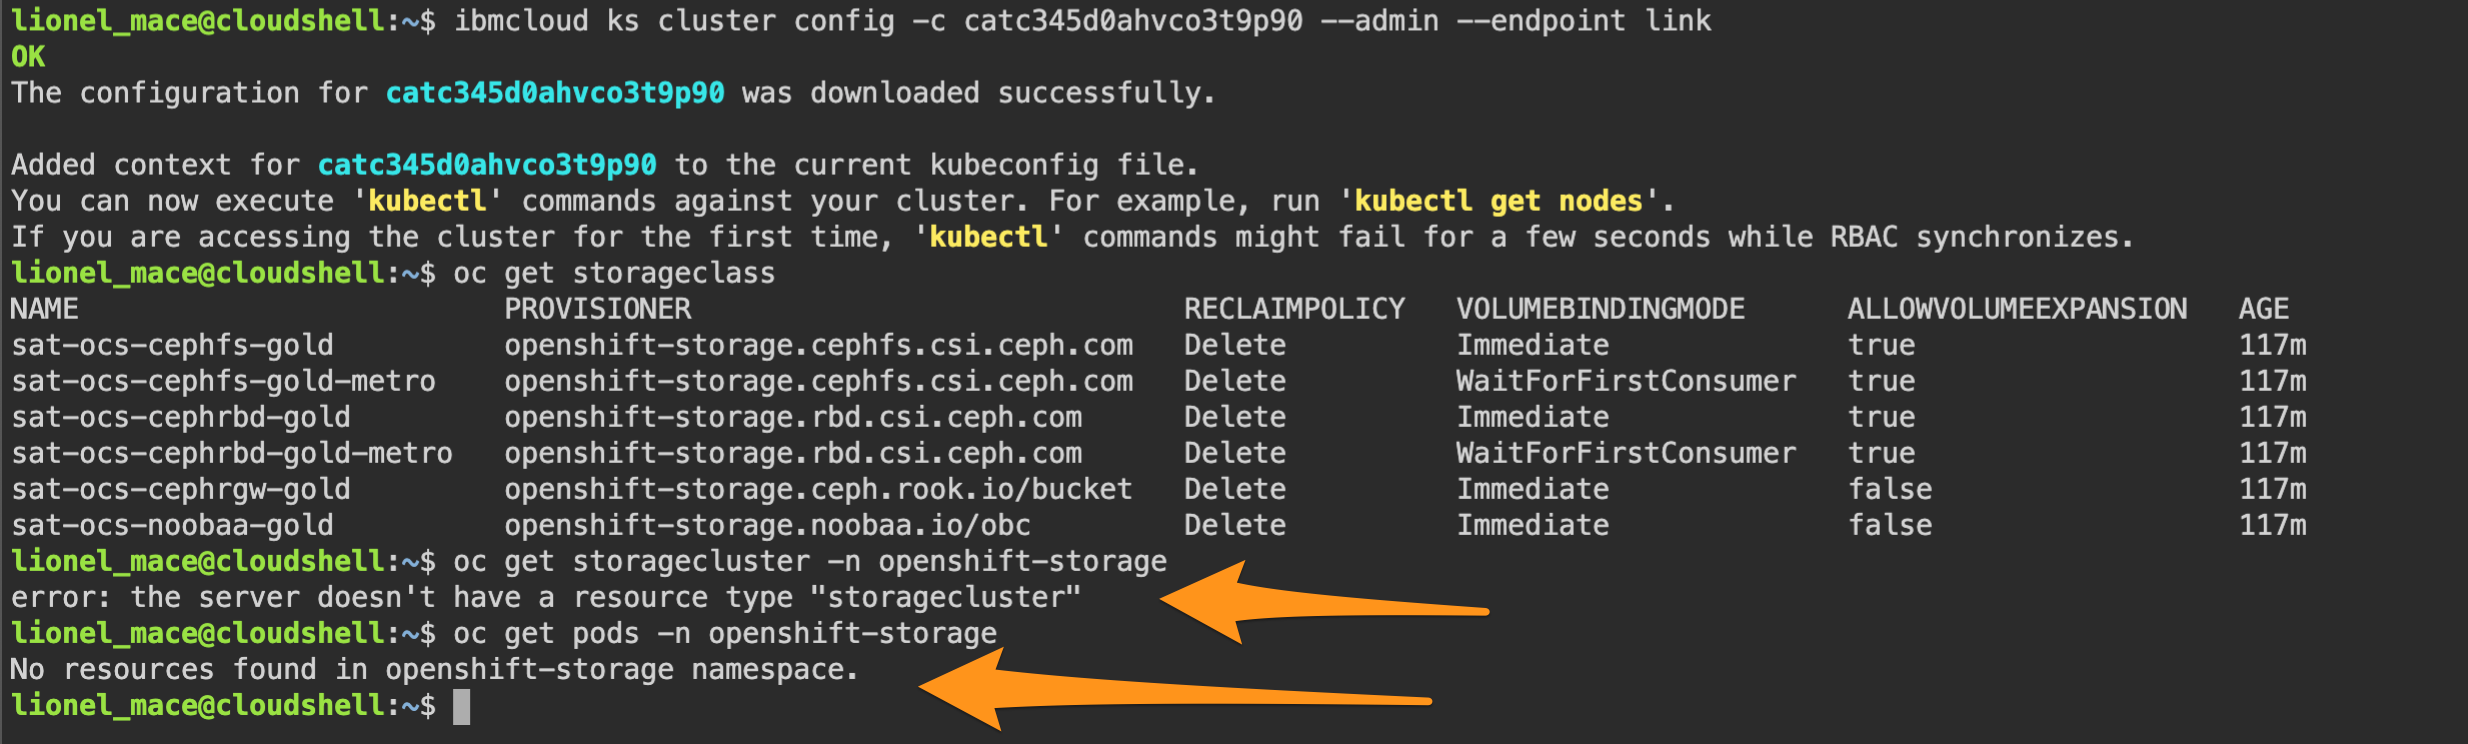 lionel_mace@cloudshell:~$ ibmcloud ks cluster config -c catc345d0ahvco3t9p90 --admin --endpoint link
OK
The configuration for catc345d0ahvco3t9p90 was downloaded successfully.
Added context for catc345d0ahvco3t9p90 to the current kubeconfig file.
You can now execute 'kubectl' commands against your cluster. For example, run 'kubectl get nodes'.
If you are accessing the cluster for the first time, 'kubectl' commands might fail for a few seconds while RBAC synchronizes.
lionel_mace@cloudshell:~$ oc get storageclass
NAME PROVISIONER RECLAIMPOLICY VOLUMEBINDINGMODE ALLOWVOLUMEEXPANSION AGE
sat-ocs-cephfs-gold openshift-storage.cephfs.csi.ceph.com Delete Immediate true 117m
sat-ocs-cephfs-gold-metro openshift-storage.cephfs.csi.ceph.com Delete WaitForFirstConsumer true 117m
sat-ocs-cephrbd-gold openshift-storage.rbd.csi.ceph.com Delete Immediate true 117m
sat-ocs-cephrbd-gold-metro openshift-storage.rbd.csi.ceph.com Delete WaitForFirstConsumer true 117m
sat-ocs-cephrgw-gold openshift-storage.ceph.rook.io/bucket Delete Immediate false 117m
sat-ocs-noobaa-gold openshift-storage.noobaa.io/obc Delete Immediate false 117m
lionel_mace@cloudshell:~$ oc get storagecluster -n openshift-storage
error: the server doesn't have a resource type "storagecluster"
lionel_mace@cloudshell:~$ oc get pods -n openshift-storage
No resources found in openshift-storage namespace.
lionel_mace@cloudshell:~$